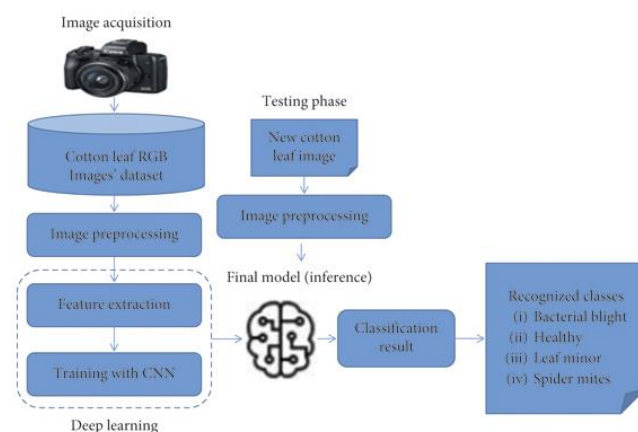 Image acquisition
Cotton leaf RGB
Images' dataset
Image preprocessing
Feature extraction
Training with CNN
Deep learning
Testing phase
New cotton
leaf image
Image preprocessing
Final model (inference)
Classification
result
Recognized classes
(i) Bacterial blight
(ii) Healthy
(iii) Leaf minor
(iv) Spider mites